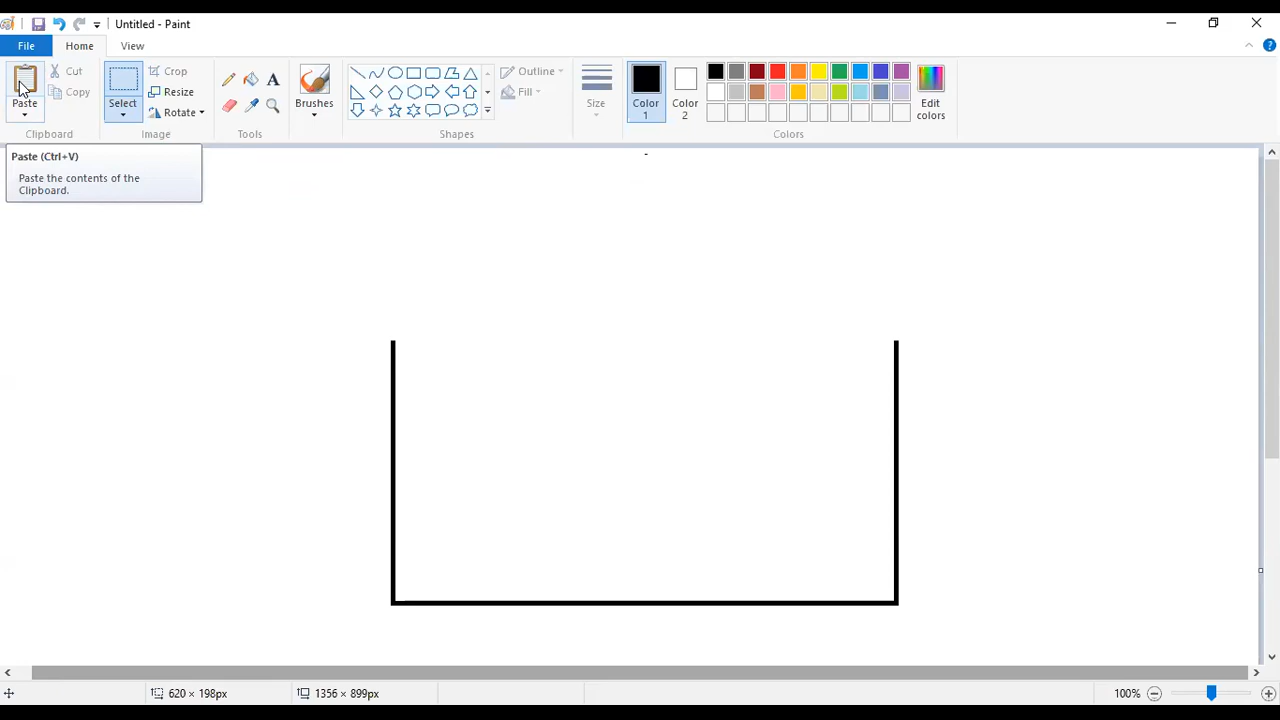 Untitled - Paint
File Home View
Paste
Cut
Copy
Clipboard
Select
Crop
Resize
Rotate
Image
Tools
Brushes
Shapes
Outline
Fill
Size
Color 1
Color 2
Edit colors
Colors
Paste (Ctrl+V)
Paste the contents of the
Clipboard.
620 × 198px
1356 × 899px
100%